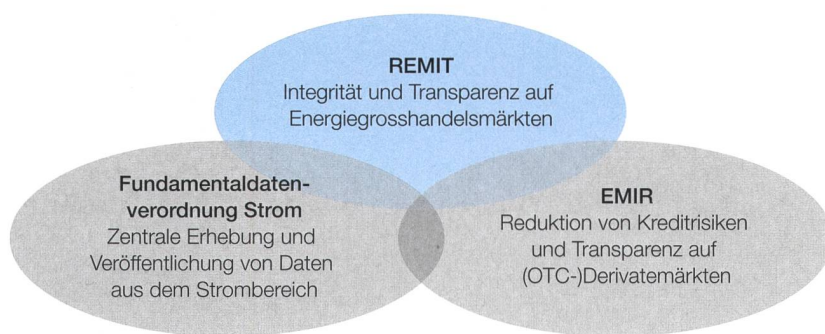 REMIT
Integrität und Transparenz auf
Energiegrosshandelsmärkten
Fundamentaldaten-
verordnung Strom
Zentrale Erhebung und
Veröffentlichung von Daten
aus dem Strombereich
EMIR
Reduktion von Kreditrisiken
und Transparenz auf
(OTC-)Derivatemärkten